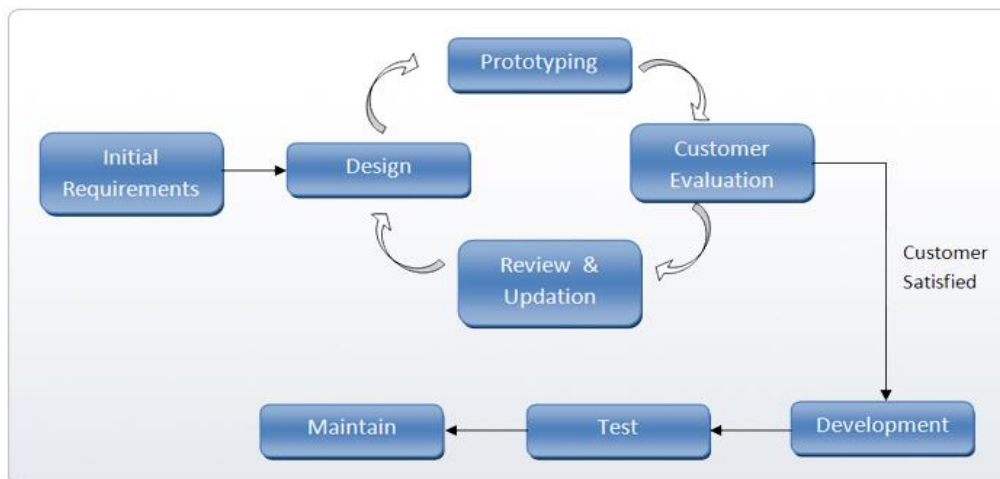 Prototyping
Initial
Requirements
Design
Customer
Evaluation
Review & 
Updation
Customer
Satisfied
Maintain
Test
Development